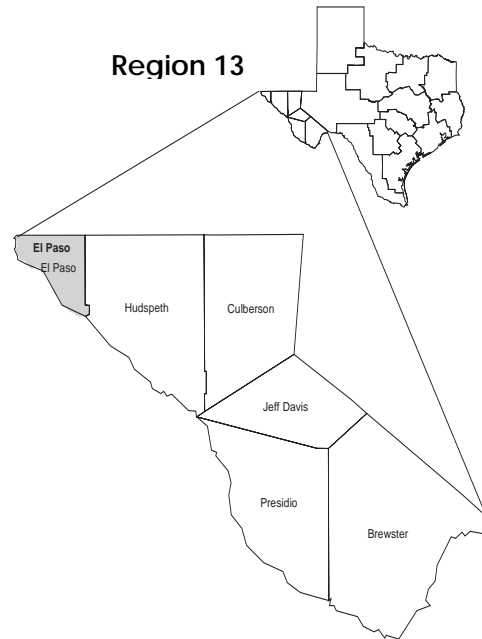 Region 13
El Paso
El Paso
Hudspeth
Culberson
Jeff Davis
Presidio
Brewster